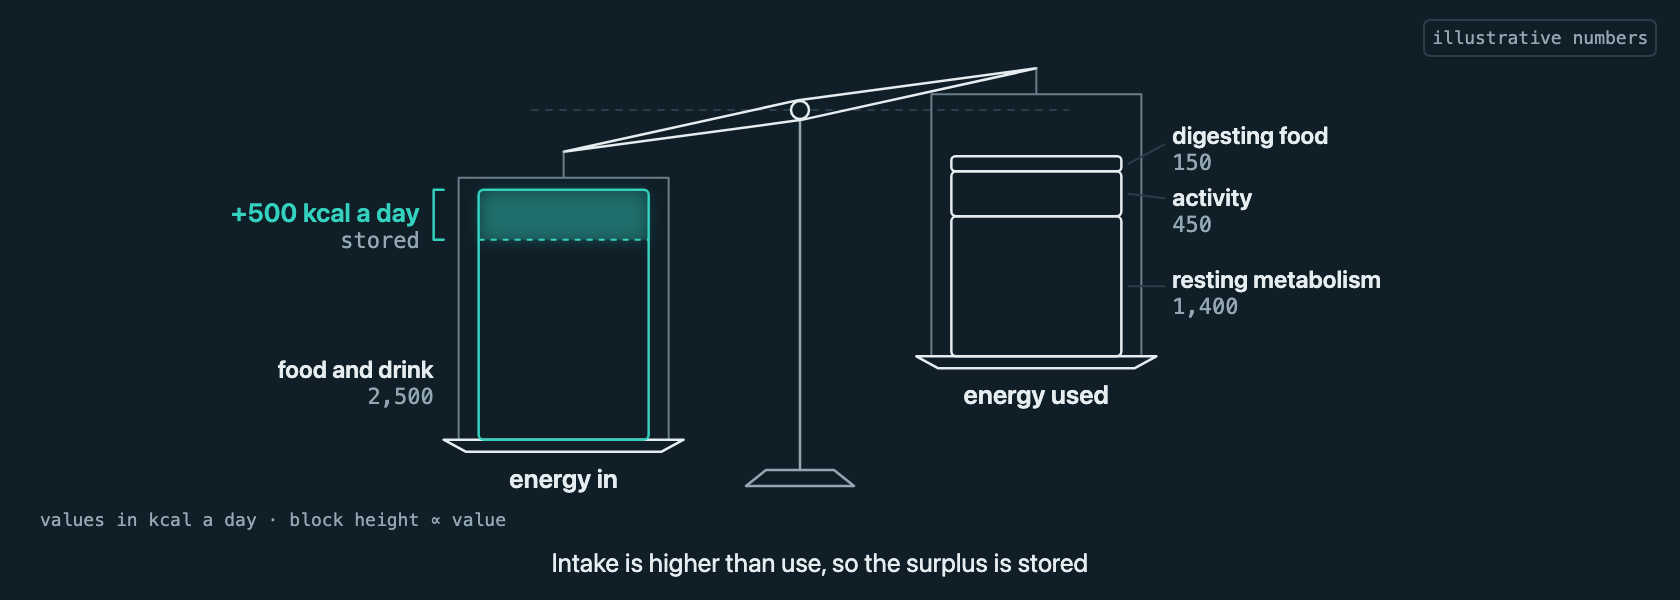 illustrative numbers
digesting food
150
activity
450
resting metabolism
1,400
energy used
+500 kcal a day
stored
food and drink
2,500
energy in
values in kcal a day · block height ∝ value
Intake is higher than use, so the surplus is stored